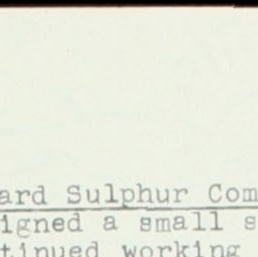 ard Sulphur Com
igned a small s
tinued working